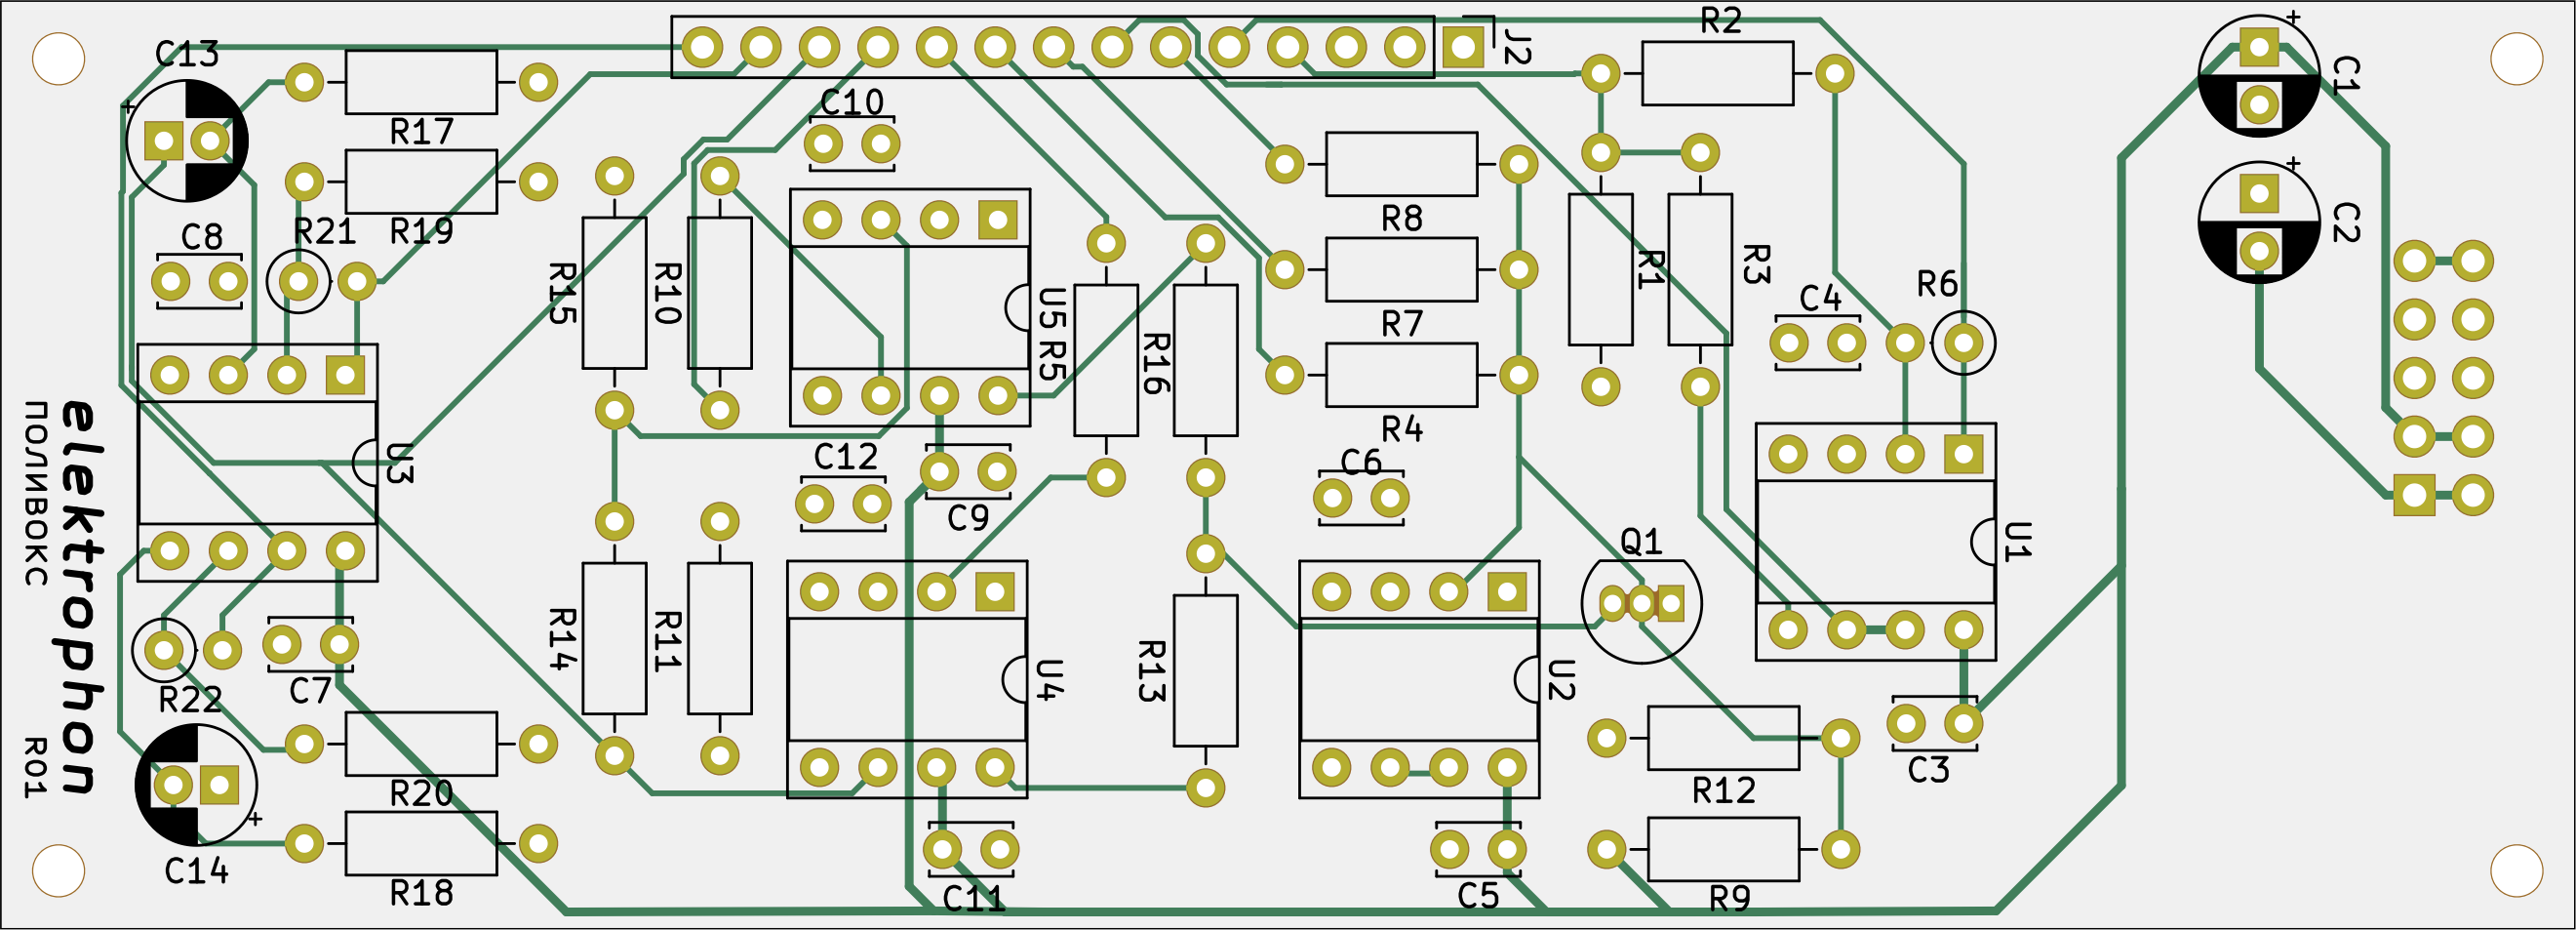 C13
R17
R19
C8
R21
U3
elektrophon
ПОЛИВОКС
R01
R22
C7
R20
C14
R18
J2
C10
R15
R10
U5
R5
R16
C12
C9
R14
R11
U4
R13
C11
R2
R8
R7
R4
R1
R3
C4
R6
C6
Q1
U2
U1
R12
C3
C5
R9
C1
C2
+
+
+
+